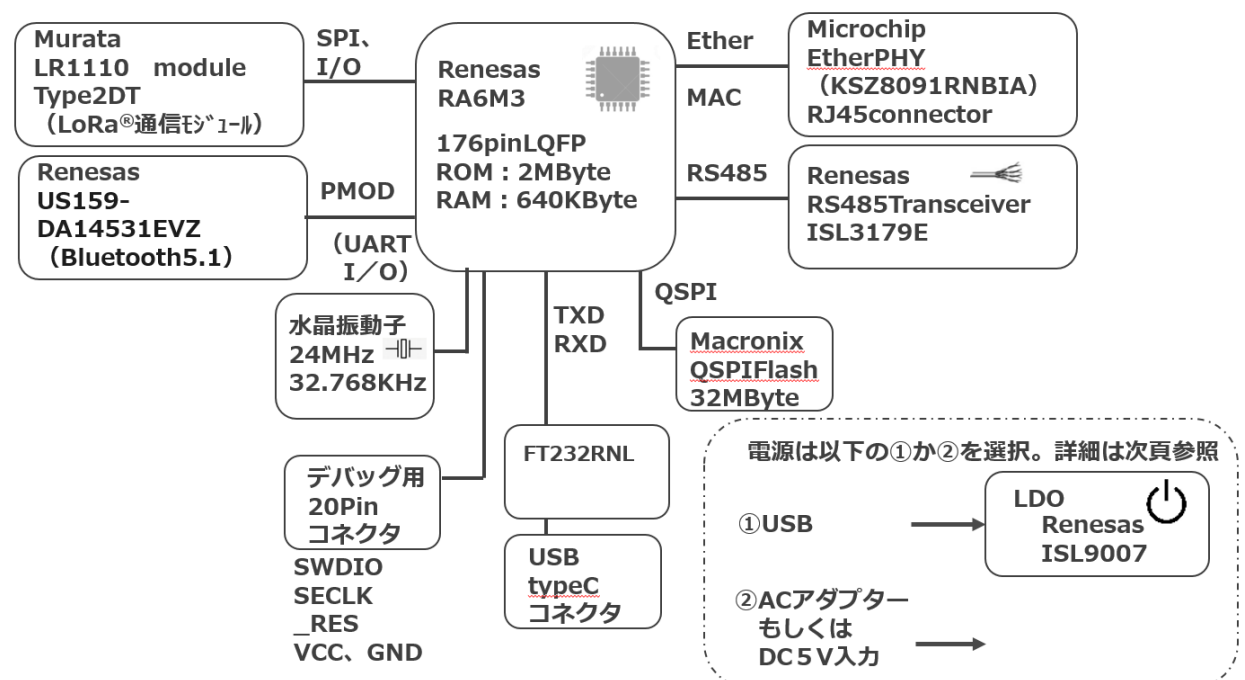 Murata
LR1110　module
Type2DT
（LoRa®通信ﾓｼﾞｭｰﾙ）
SPI、
I/O
Renesas
RA6M3
176pinLQFP
ROM：2MByte
RAM：640KByte
Ether
MAC
Microchip
EtherPHY
（KSZ8091RNBIA）
RJ45connector
Renesas
US159-
DA14531EVZ
（Bluetooth5.1）
PMOD
（UART
I／O）
RS485
Renesas
RS485Transceiver
ISL3179E
水晶振動子
24MHz
32.768KHz
TXD
RXD
QSPI
Macronix
QSPIFlash
32MByte
デバッグ用
20Pin
コネクタ
SWDIO
SECLK
_RES
VCC、GND
FT232RNL
USB
typeC
コネクタ
電源は以下の①か②を選択。詳細は次頁参照
①USB
LDO
Renesas
ISL9007
②ACアダプター
もしくは
DC５V入力